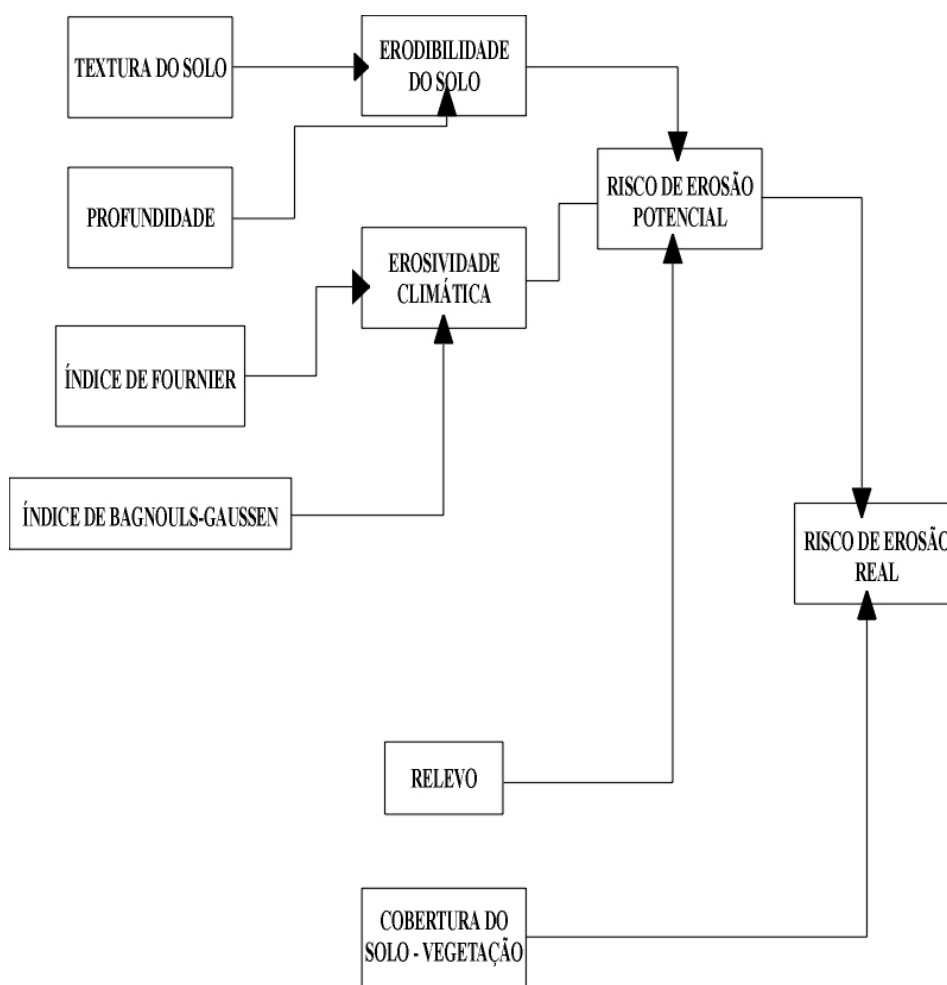 TEXTURA DO SOLO
ERODIBILIDADE
DO SOLO
PROFUNDIDADE
RISCO DE EROSÃO
POTENCIAL
EROSIVIDADE
CLIMÁTICA
ÍNDICE DE FOURNIER
ÍNDICE DE BAGNOULS-GAUSSEN
RISCO DE EROSÃO
REAL
RELEVO
COBERTURA DO
SOLO - VEGETAÇÃO